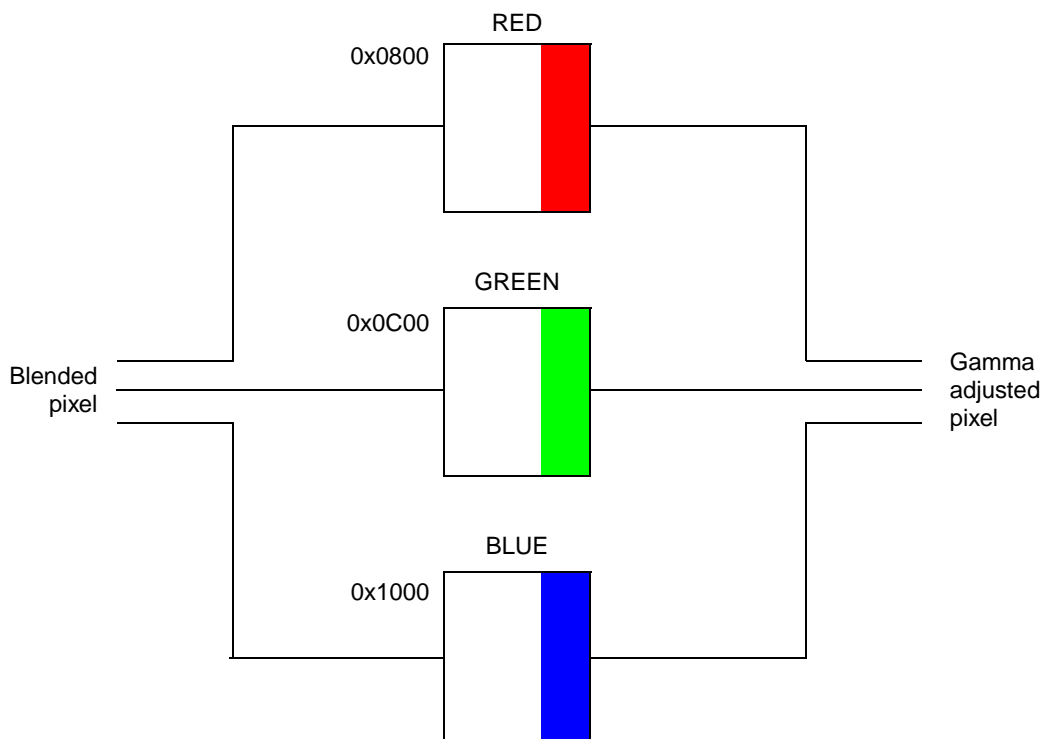 RED
0x0800
GREEN
0x0C00
Blended
pixel
Gamma
adjusted
pixel
BLUE
0x1000